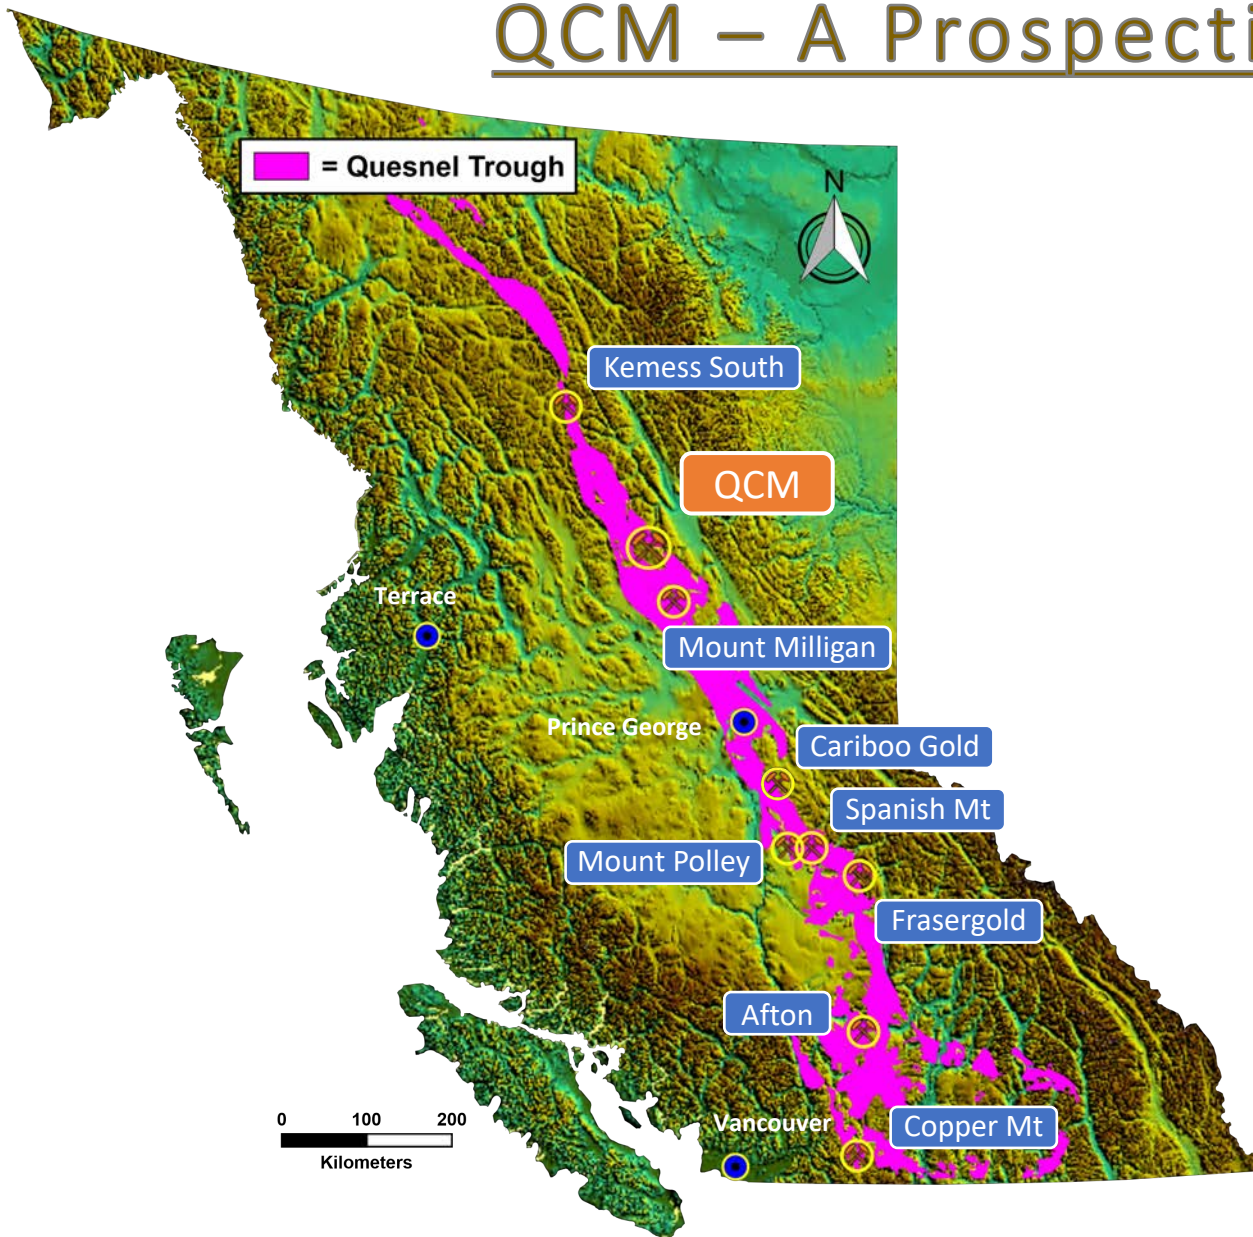 QCM – A Prospecti
= Quesnel Trough
N
Kemess South
QCM
Terrace
Mount Milligan
Prince George
Cariboo Gold
Spanish Mt
Mount Polley
Frasergold
Afton
0 100 200
Kilometers
Vancouver
Copper Mt